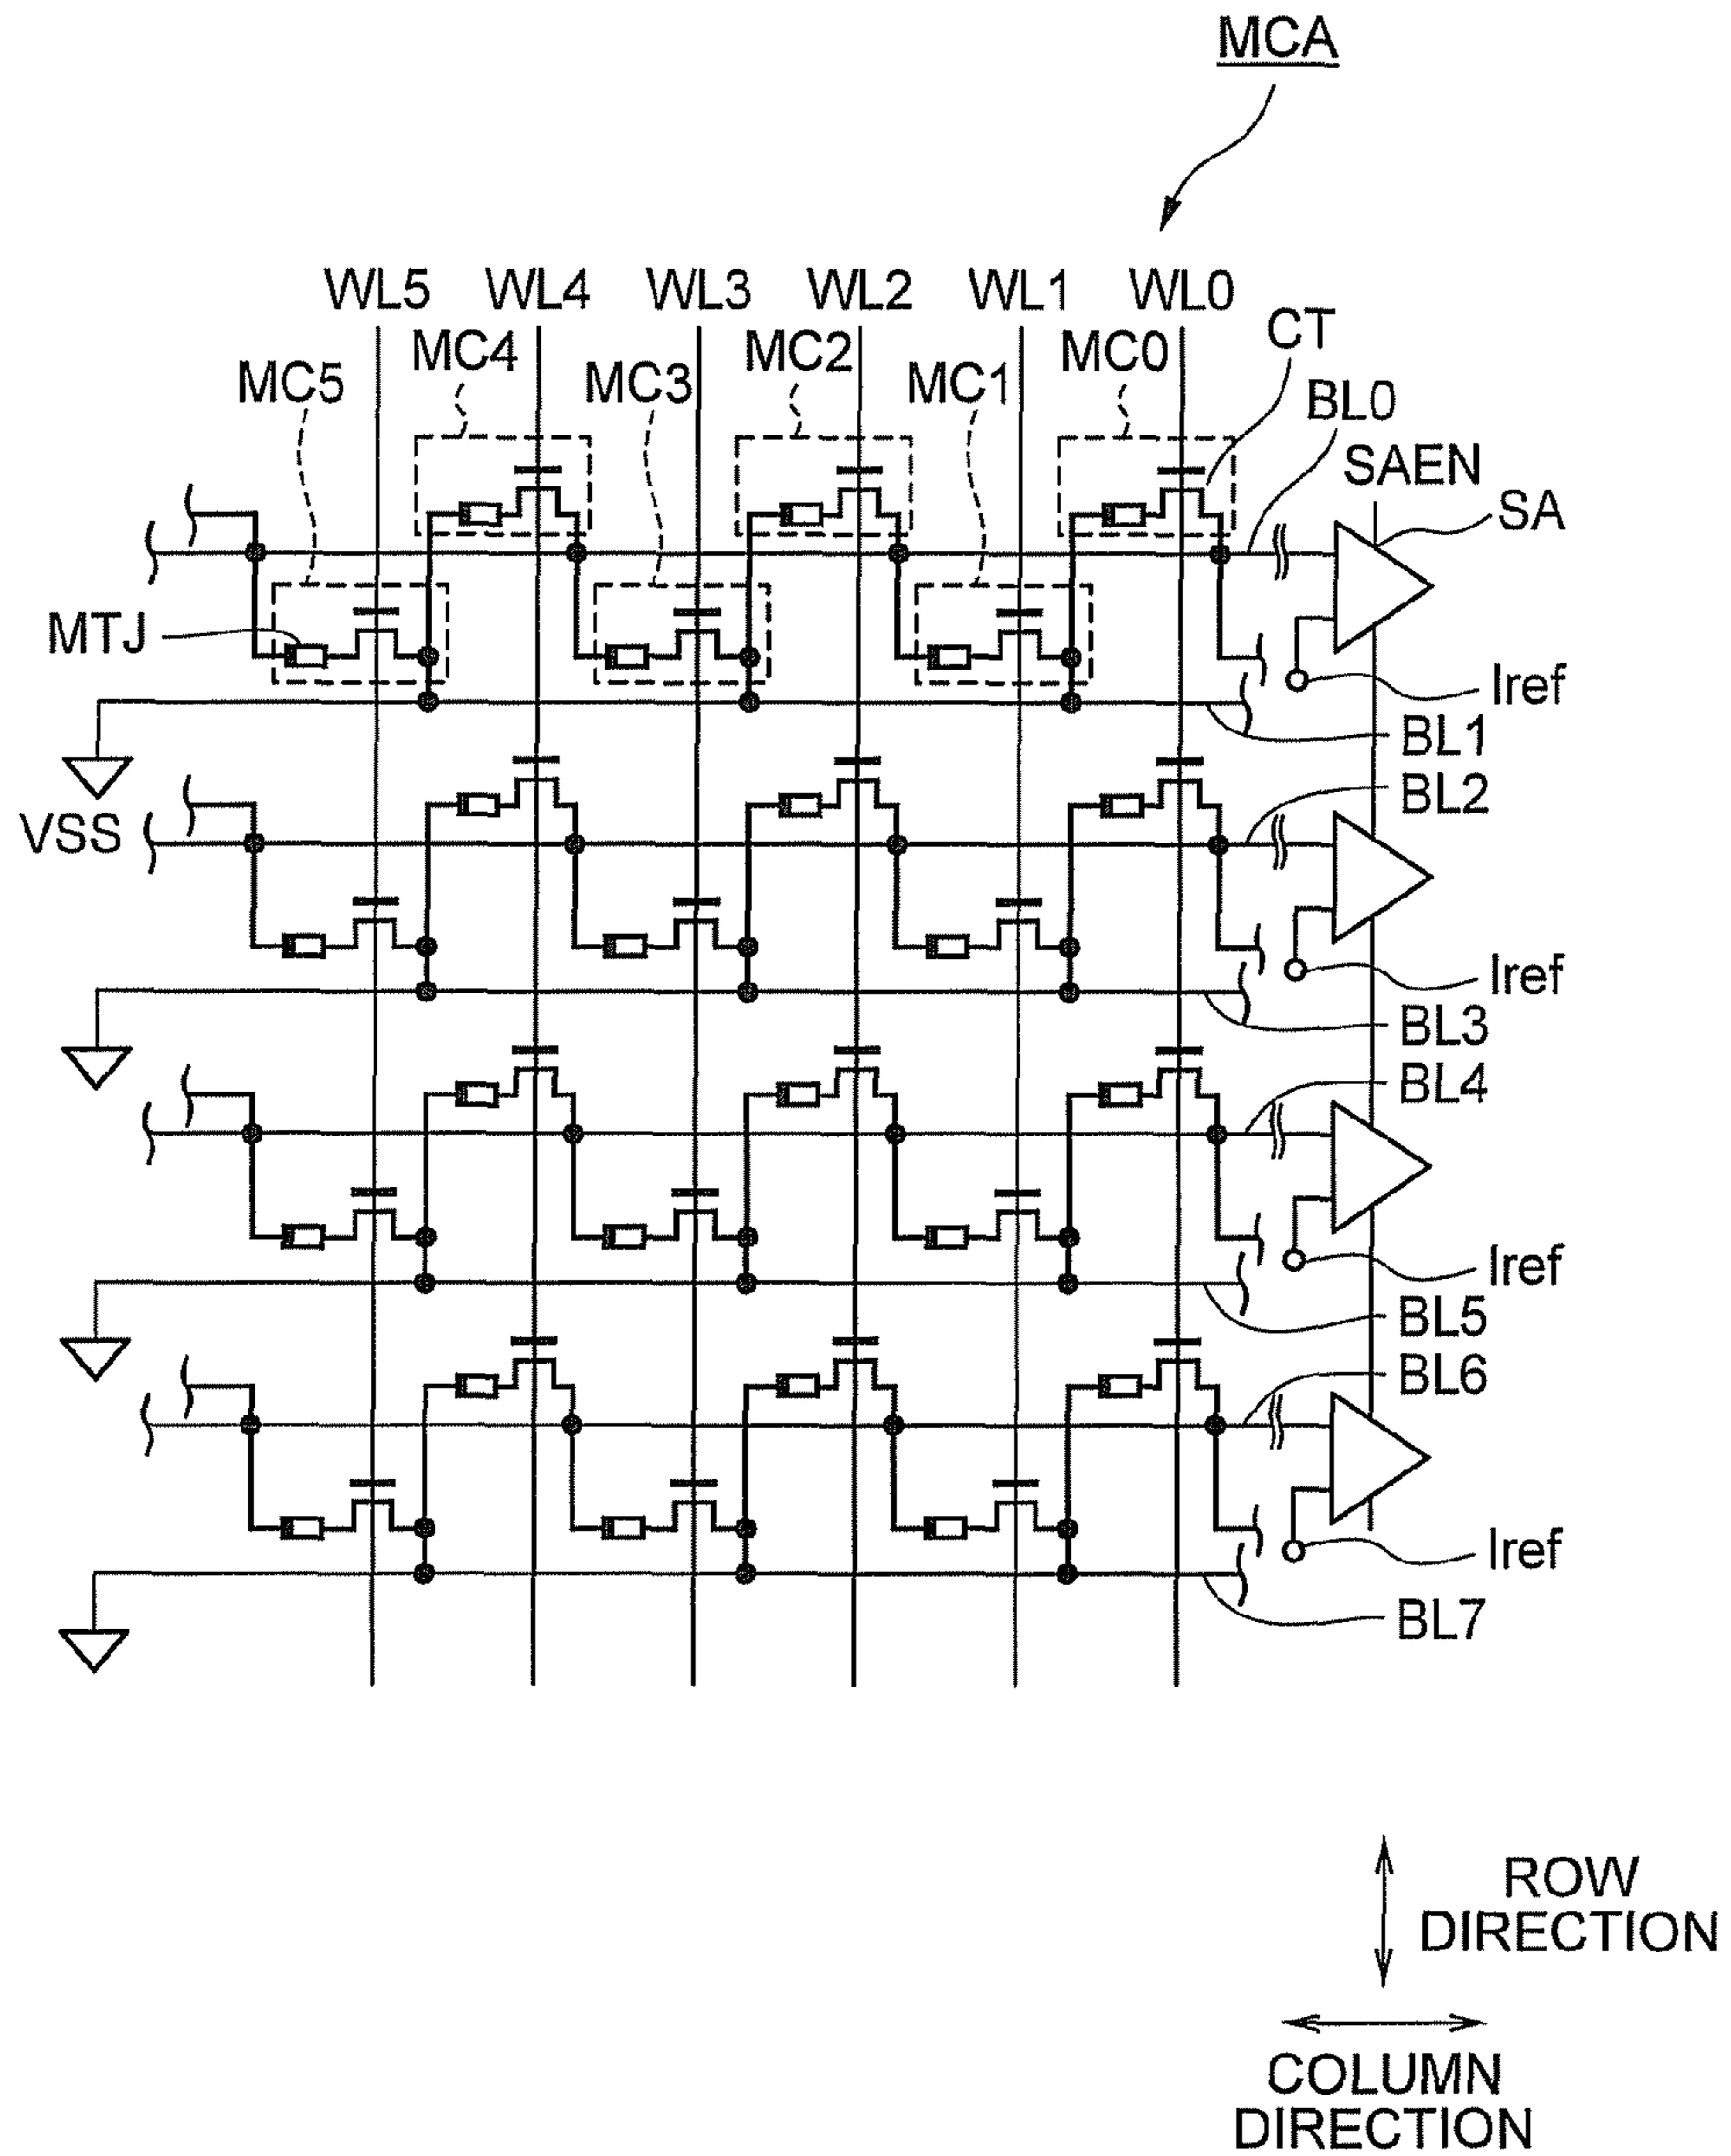 MCA
WL5 WL4 WL3 WL2 WL1 WL0
CT
MC4 MC2 MC0
MC5 MC3 MC1
BL0
SAEN
SA
MTJ
Iref
BL1
BL2
VSS
Iref
BL3
BL4
Iref
BL5
BL6
Iref
BL7
ROW
DIRECTION
COLUMN
DIRECTION